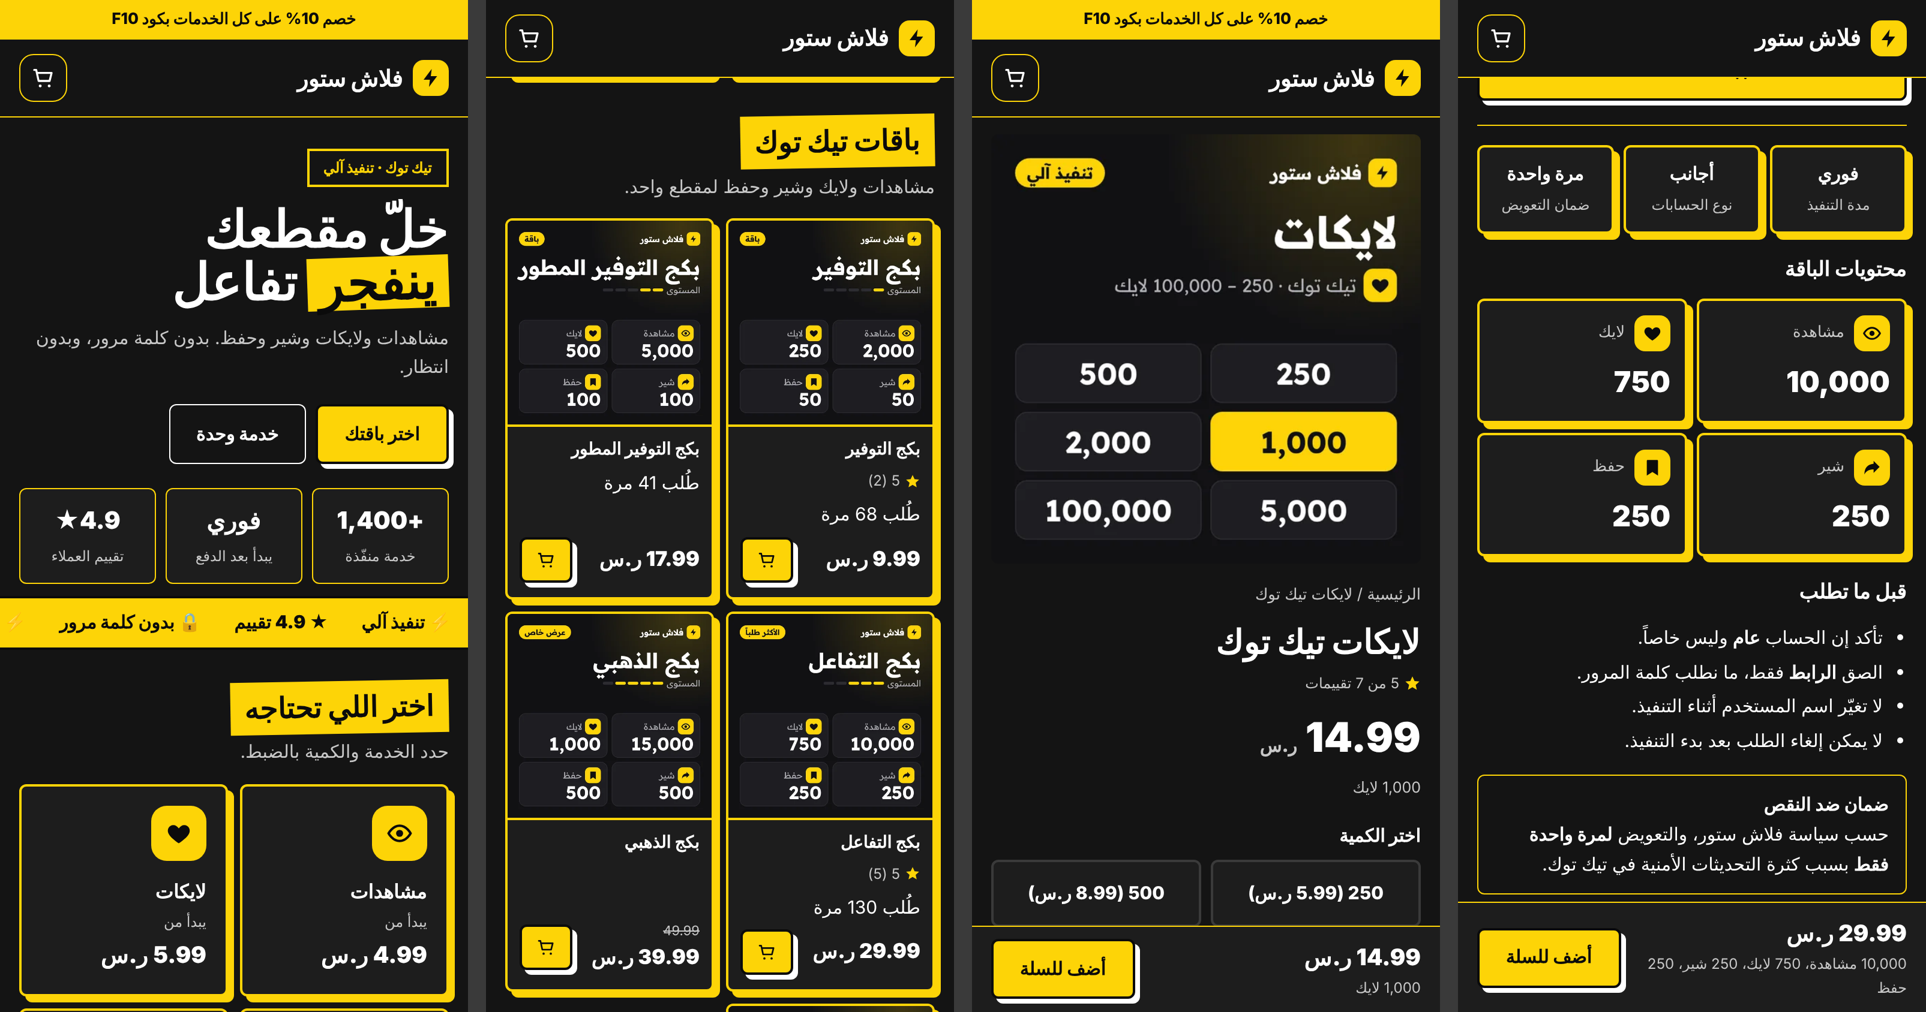 خصم 10% على كل الخدمات بكود F10
فلاش ستور
تيك توك · تنفيذ آلي
خلّ مقطعك
ينفجر تفاعل
مشاهدات ولايكات وشير وحفظ. بدون كلمة مرور، وبدون
انتظار.
اختر باقتك
خدمة وحدة
1,400+
خدمة منفّذة
فوري
يبدأ بعد الدفع
4.9★
تقييم العملاء
⚡ تنفيذ آلي
★ 4.9 تقييم
🔒 بدون كلمة مرور
⚡
اختر اللي تحتاجه
حدد الخدمة والكمية بالضبط.
مشاهدات
يبدأ من
4.99 ر.س
لايكات
يبدأ من
5.99 ر.س
فلاش ستور
باقات تيك توك
مشاهدات ولايك وشير وحفظ لمقطع واحد.
فلاش ستور
باقة
بكج التوفير
المستوى
مشاهدة
2,000
لايك
250
شير
50
حفظ
50
بكج التوفير
★ 5 (2)
طُلب 68 مرة
9.99 ر.س
فلاش ستور
باقة
بكج التوفير المطور
المستوى
مشاهدة
5,000
لايك
500
شير
100
حفظ
100
بكج التوفير المطور
طُلب 41 مرة
17.99 ر.س
فلاش ستور
الأكثر طلباً
بكج التفاعل
المستوى
مشاهدة
10,000
لايك
750
شير
250
حفظ
250
بكج التفاعل
★ 5 (5)
طُلب 130 مرة
29.99 ر.س
فلاش ستور
عرض خاص
بكج الذهبي
المستوى
مشاهدة
15,000
لايك
1,000
شير
500
حفظ
500
بكج الذهبي
49.99
39.99 ر.س
خصم 10% على كل الخدمات بكود F10
فلاش ستور
فلاش ستور
تنفيذ آلي
لايكات
تيك توك · 250 – 100,000 لايك
250
500
1,000
2,000
5,000
100,000
الرئيسية / لايكات تيك توك
لايكات تيك توك
★ 5 من 7 تقييمات
14.99 ر.س
1,000 لايك
اختر الكمية
250 (5.99 ر.س)
500 (8.99 ر.س)
14.99 ر.س
1,000 لايك
أضف للسلة
فلاش ستور
فوري
مدة التنفيذ
أجانب
نوع الحسابات
مرة واحدة
ضمان التعويض
محتويات الباقة
مشاهدة
10,000
لايك
750
شير
250
حفظ
250
قبل ما تطلب
• تأكد إن الحساب عام وليس خاصاً.
• الصق الرابط فقط، ما نطلب كلمة المرور.
• لا تغيّر اسم المستخدم أثناء التنفيذ.
• لا يمكن إلغاء الطلب بعد بدء التنفيذ.
ضمان ضد النقص
حسب سياسة فلاش ستور، والتعويض لمرة واحدة
فقط بسبب كثرة التحديثات الأمنية في تيك توك.
29.99 ر.س
10,000 مشاهدة، 750 لايك، 250 شير، 250
حفظ
أضف للسلة